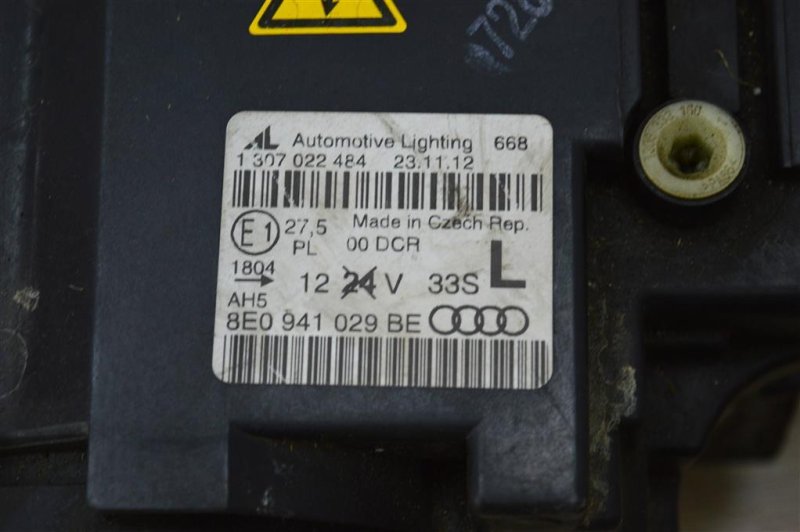 1726
AL Automotive Lighting 668
1 307 022 484 23.11.12
E1 27,5 Made in Czech Rep.
PL 00 DCR
1804 12 24 V 33S L
AH5
8E0 941 029 BE